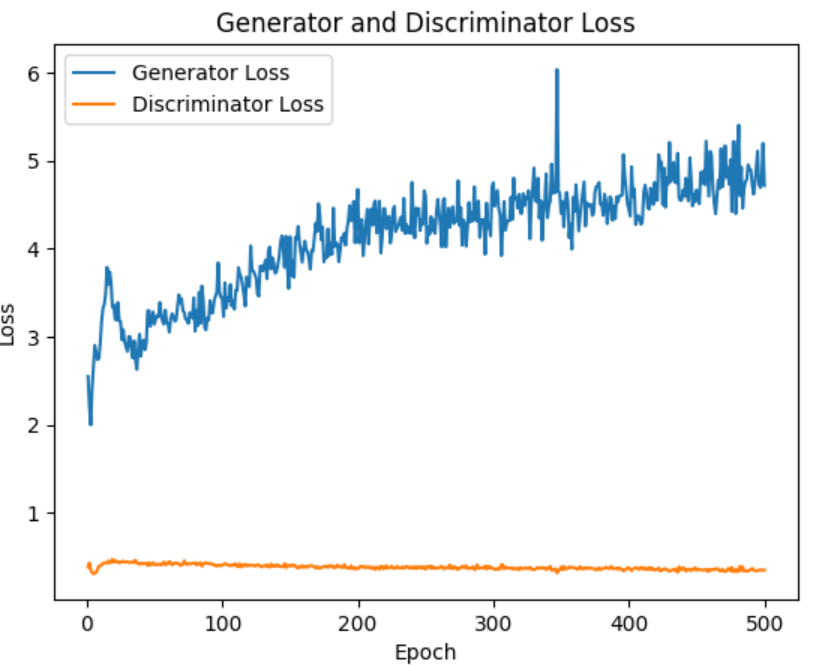 Generator and Discriminator Loss
Generator Loss
Discriminator Loss
6
5
4
3
2
1
Loss
0 100 200 300 400 500
Epoch